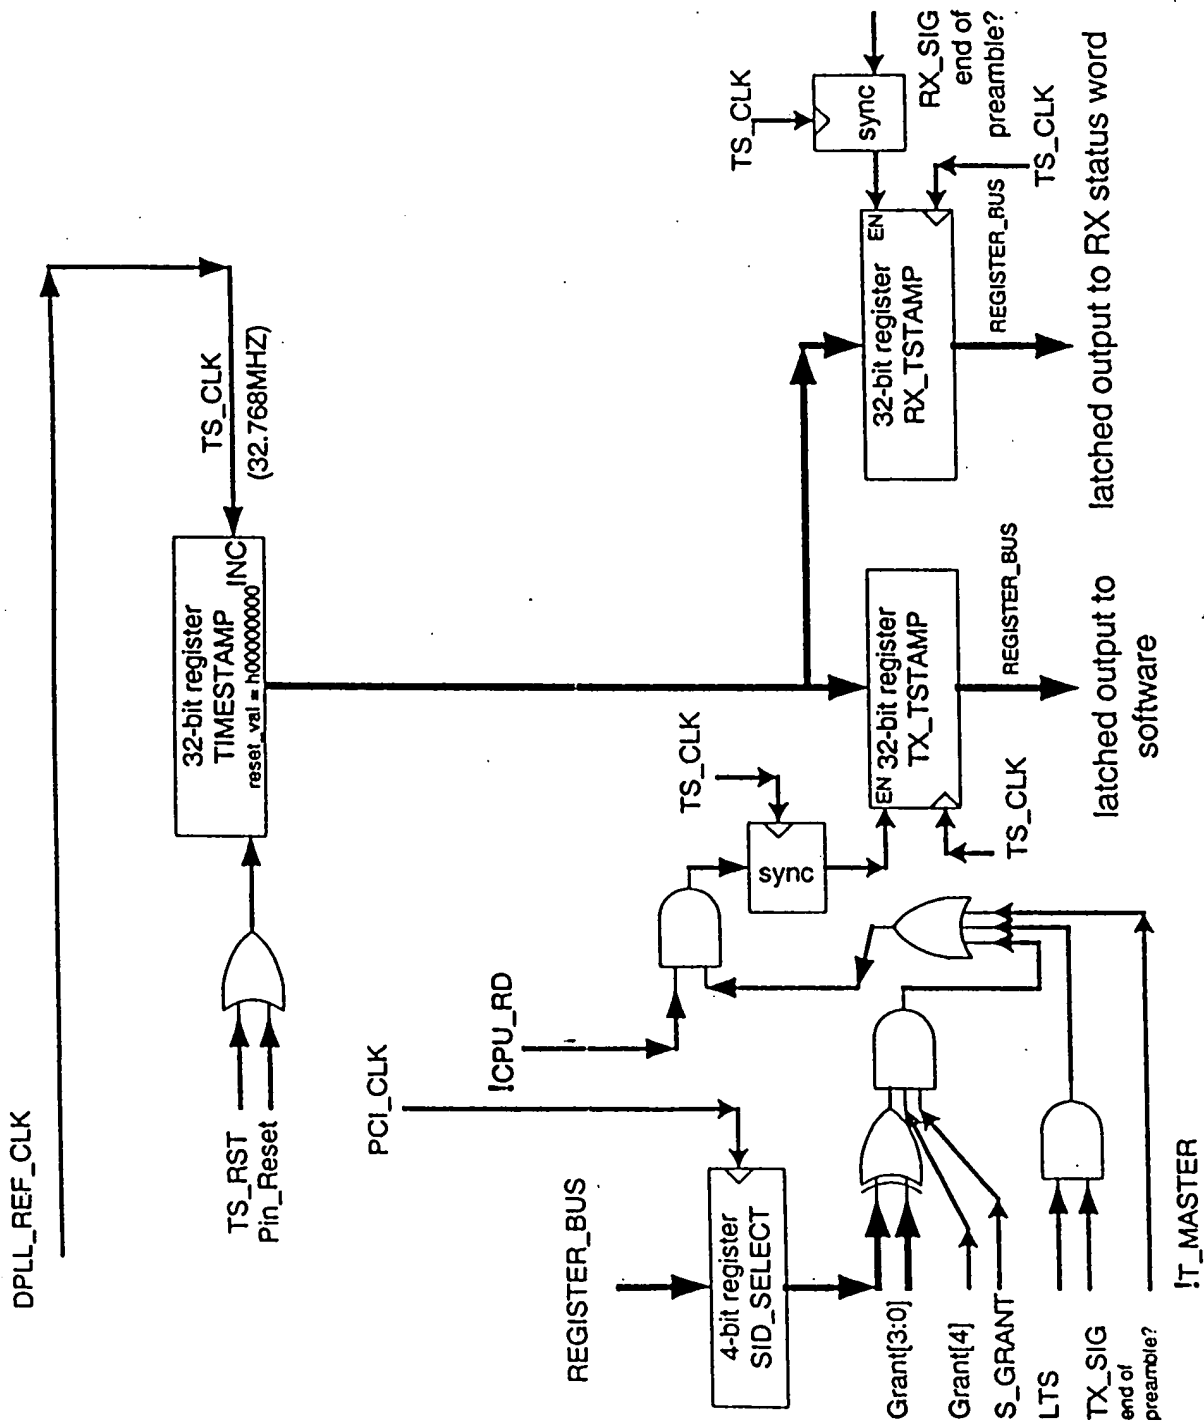 DPLL_REF_CLK
TS_CLK
(32.768MHZ)
32-bit register
TIMESTAMP
INC
reset_val = h00000000
TS_RST
Pin_Reset
PCI_CLK
!CPU_RD
REGISTER_BUS
4-bit register
SID_SELECT
Grant[3:0]
Grant[4]
S_GRANT
LTS
TX_SIG
end of
preamble?
!T_MASTER
TS_CLK
sync
EN
32-bit register
TX_TSTAMP
TS_CLK
REGISTER_BUS
latched output to
software
TS_CLK
sync
RX_SIG
end of
preamble?
EN
32-bit register
RX_TSTAMP
TS_CLK
REGISTER_BUS
latched output to RX status word